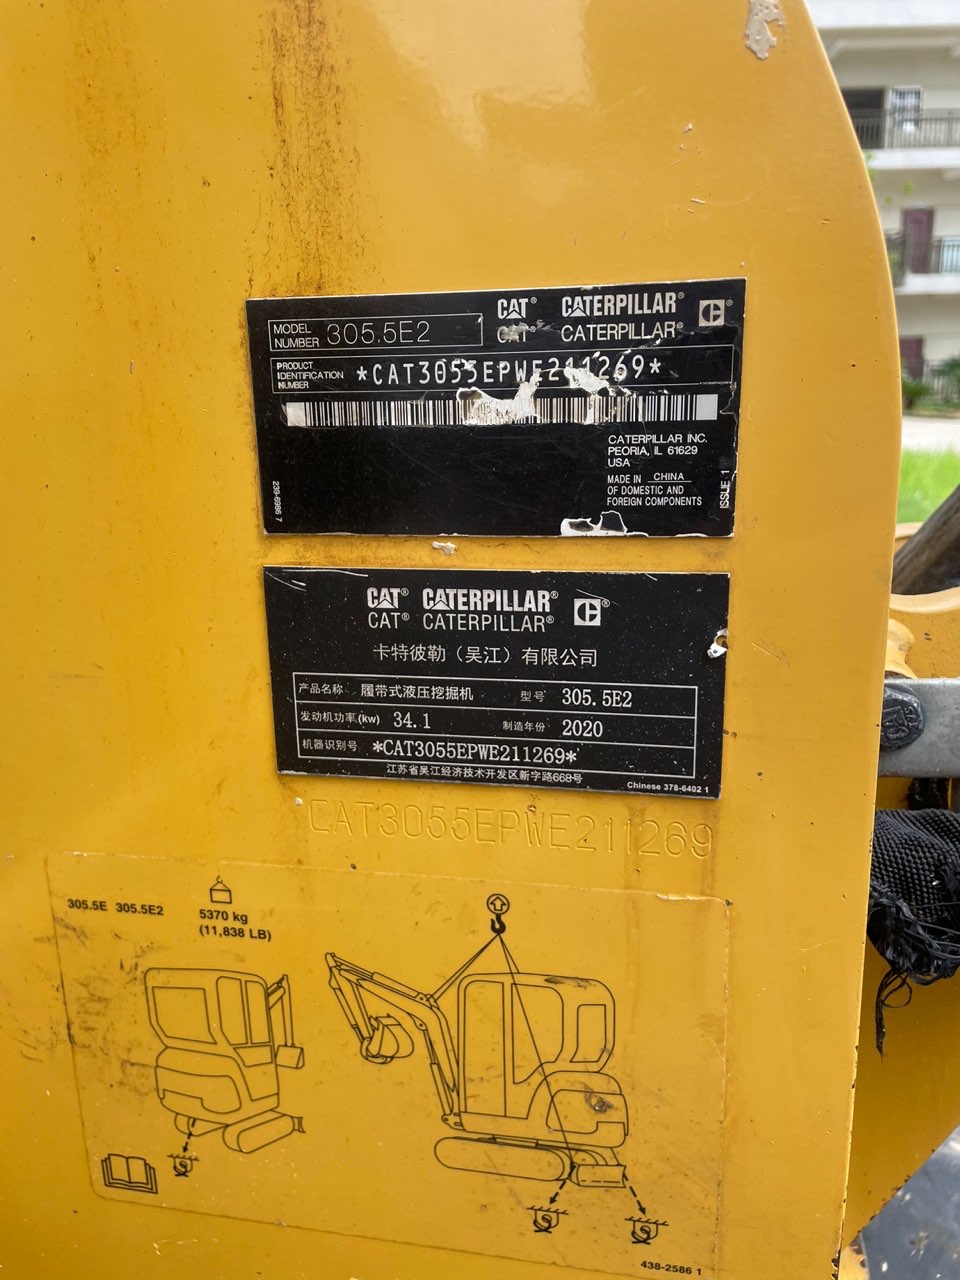 CAT® CATERPILLAR® C®
CAT® CATERPILLAR®
MODEL NUMBER 305.5E2
PRODUCT IDENTIFICATION NUMBER *CAT3055EPWE211269*
CATERPILLAR INC.
PEORIA, IL 61629
USA
MADE IN CHINA
OF DOMESTIC AND
FOREIGN COMPONENTS
ISSUE 1
239-6986 7
CAT® CATERPILLAR® C®
CAT® CATERPILLAR®
卡特彼勒（吴江）有限公司
产品名称 履带式液压挖掘机 型号 305.5E2
发动机功率(kw) 34.1 制造年份 2020
机器识别号 *CAT3055EPWE211269*
江苏省吴江经济技术开发区新字路668号
Chinese 378-6402 1
CAT3055EPWE211269
305.5E 305.5E2 5370 kg
(11,838 LB)
438-2586 1